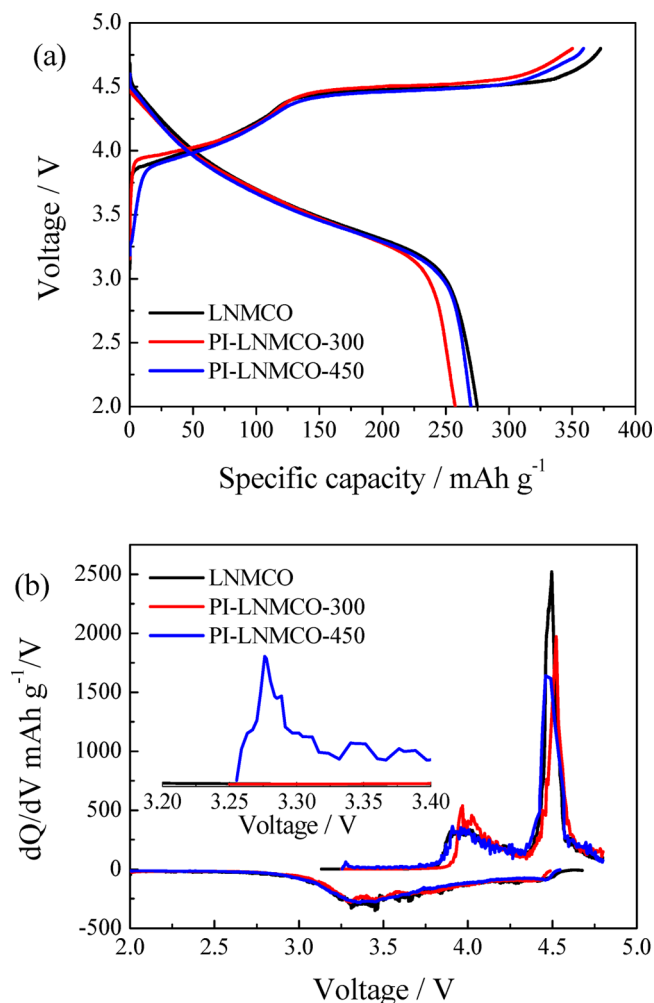 (a)
5.0
4.5
4.0
3.5
3.0
2.5
2.0
Voltage / V
LNMCO
PI-LNMCO-300
PI-LNMCO-450
0 50 100 150 200 250 300 350 400
Specific capacity / mAh g⁻¹
(b)
2500
2000
1500
1000
500
0
-500
dQ/dV mAh g⁻¹/V
LNMCO
PI-LNMCO-300
PI-LNMCO-450
3.20 3.25 3.30 3.35 3.40
Voltage / V
2.0 2.5 3.0 3.5 4.0 4.5 5.0
Voltage / V